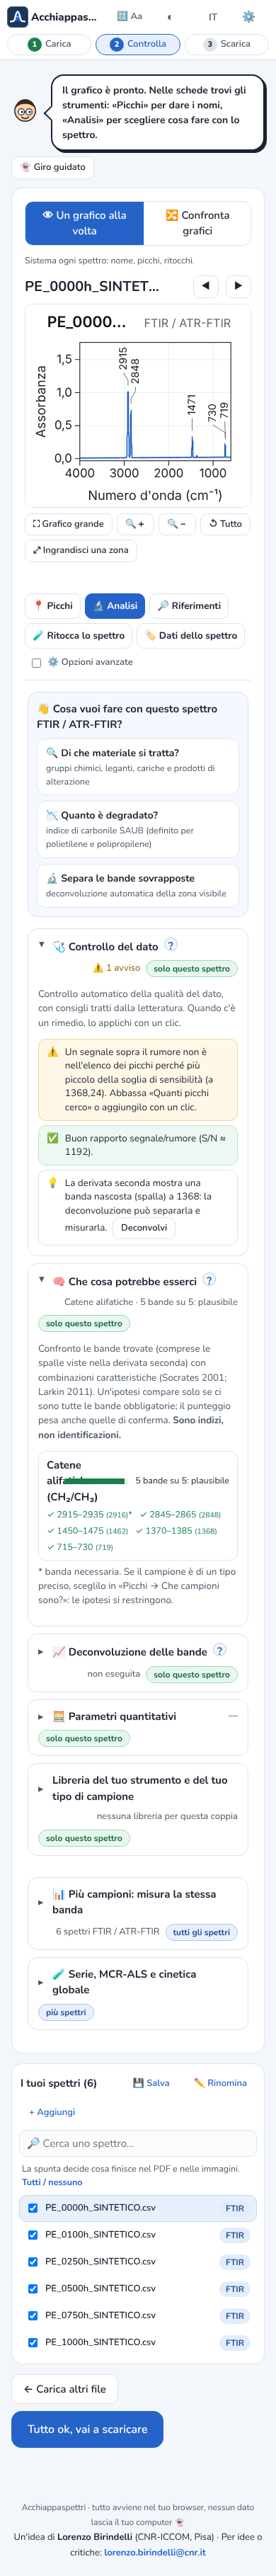 Acchiappas...
🔡 Aa
IT
1 Carica
2 Controlla
3 Scarica
Il grafico è pronto. Nelle schede trovi gli
strumenti: «Picchi» per dare i nomi,
«Analisi» per scegliere cosa fare con lo
spettro.
👻 Giro guidato
👁 Un grafico alla
volta
🔀 Confronta
grafici
Sistema ogni spettro: nome, picchi, ritocchi.
PE_0000h_SINTET...
◀
▶
PE_0000...
FTIR / ATR-FTIR
Assorbanza
1,5
1,0
0,5
0,0
2915
2848
1471
730
719
4000
3000
2000
1000
Numero d'onda (cm⁻¹)
⛶ Grafico grande
🔍 +
🔍 −
↺ Tutto
⤢ Ingrandisci una zona
📍 Picchi
🔬 Analisi
🔎 Riferimenti
🧪 Ritocca lo spettro
🏷️ Dati dello spettro
⚙️ Opzioni avanzate
👋 Cosa vuoi fare con questo spettro
FTIR / ATR-FTIR?
🔍 Di che materiale si tratta?
gruppi chimici, leganti, cariche e prodotti di
alterazione
📉 Quanto è degradato?
indice di carbonile SAUB (definito per
polietilene e polipropilene)
🔬 Separa le bande sovrapposte
deconvoluzione automatica della zona visibile
▼ 🩺 Controllo del dato ?
⚠️ 1 avviso
solo questo spettro
Controllo automatico della qualità del dato,
con consigli tratti dalla letteratura. Quando c'è
un rimedio, lo applichi con un clic.
⚠️ Un segnale sopra il rumore non è
nell'elenco dei picchi perché più
piccolo della soglia di sensibilità (a
1368,24). Abbassa «Quanti picchi
cerco» o aggiungilo con un clic.
✅ Buon rapporto segnale/rumore (S/N ≈
1192).
💡 La derivata seconda mostra una
banda nascosta (spalla) a 1368: la
deconvoluzione può separarla e
misurarla. Deconvolvi
▼ 🧠 Che cosa potrebbe esserci ?
Catene alifatiche · 5 bande su 5: plausibile
solo questo spettro
Confronto le bande trovate (comprese le
spalle viste nella derivata seconda) con
combinazioni caratteristiche (Socrates 2001;
Larkin 2011). Un'ipotesi compare solo se ci
sono tutte le bande obbligatorie; il punteggio
pesa anche quelle di conferma. Sono indizi,
non identificazioni.
Catene
alifatiche
(CH₂/CH₃)
5 bande su 5: plausibile
✓ 2915–2935 (2916)*
✓ 2845–2865 (2848)
✓ 1450–1475 (1462)
✓ 1370–1385 (1368)
✓ 715–730 (719)
* banda necessaria. Se il campione è di un tipo
preciso, sceglilo in «Picchi → Che campioni
sono?»: le ipotesi si restringono.
▶ 📈 Deconvoluzione delle bande ?
non eseguita
solo questo spettro
▶ 🧮 Parametri quantitativi
—
solo questo spettro
Libreria del tuo strumento e del tuo
▶ tipo di campione
nessuna libreria per questa coppia
solo questo spettro
📊 Più campioni: misura la stessa
▶ banda
6 spettri FTIR / ATR-FTIR
tutti gli spettri
🧪 Serie, MCR-ALS e cinetica
▶ globale
più spettri
I tuoi spettri (6)
💾 Salva
✏️ Rinomina
+ Aggiungi
🔎 Cerca uno spettro...
La spunta decide cosa finisce nel PDF e nelle immagini.
Tutti / nessuno
PE_0000h_SINTETICO.csv FTIR
PE_0100h_SINTETICO.csv FTIR
PE_0250h_SINTETICO.csv FTIR
PE_0500h_SINTETICO.csv FTIR
PE_0750h_SINTETICO.csv FTIR
PE_1000h_SINTETICO.csv FTIR
← Carica altri file
Tutto ok, vai a scaricare
Acchiappaspettri · tutto avviene nel tuo browser, nessun dato
lascia il tuo computer 👻
Un'idea di Lorenzo Birindelli (CNR-ICCOM, Pisa) · Per idee o
critiche: lorenzo.birindelli@cnr.it